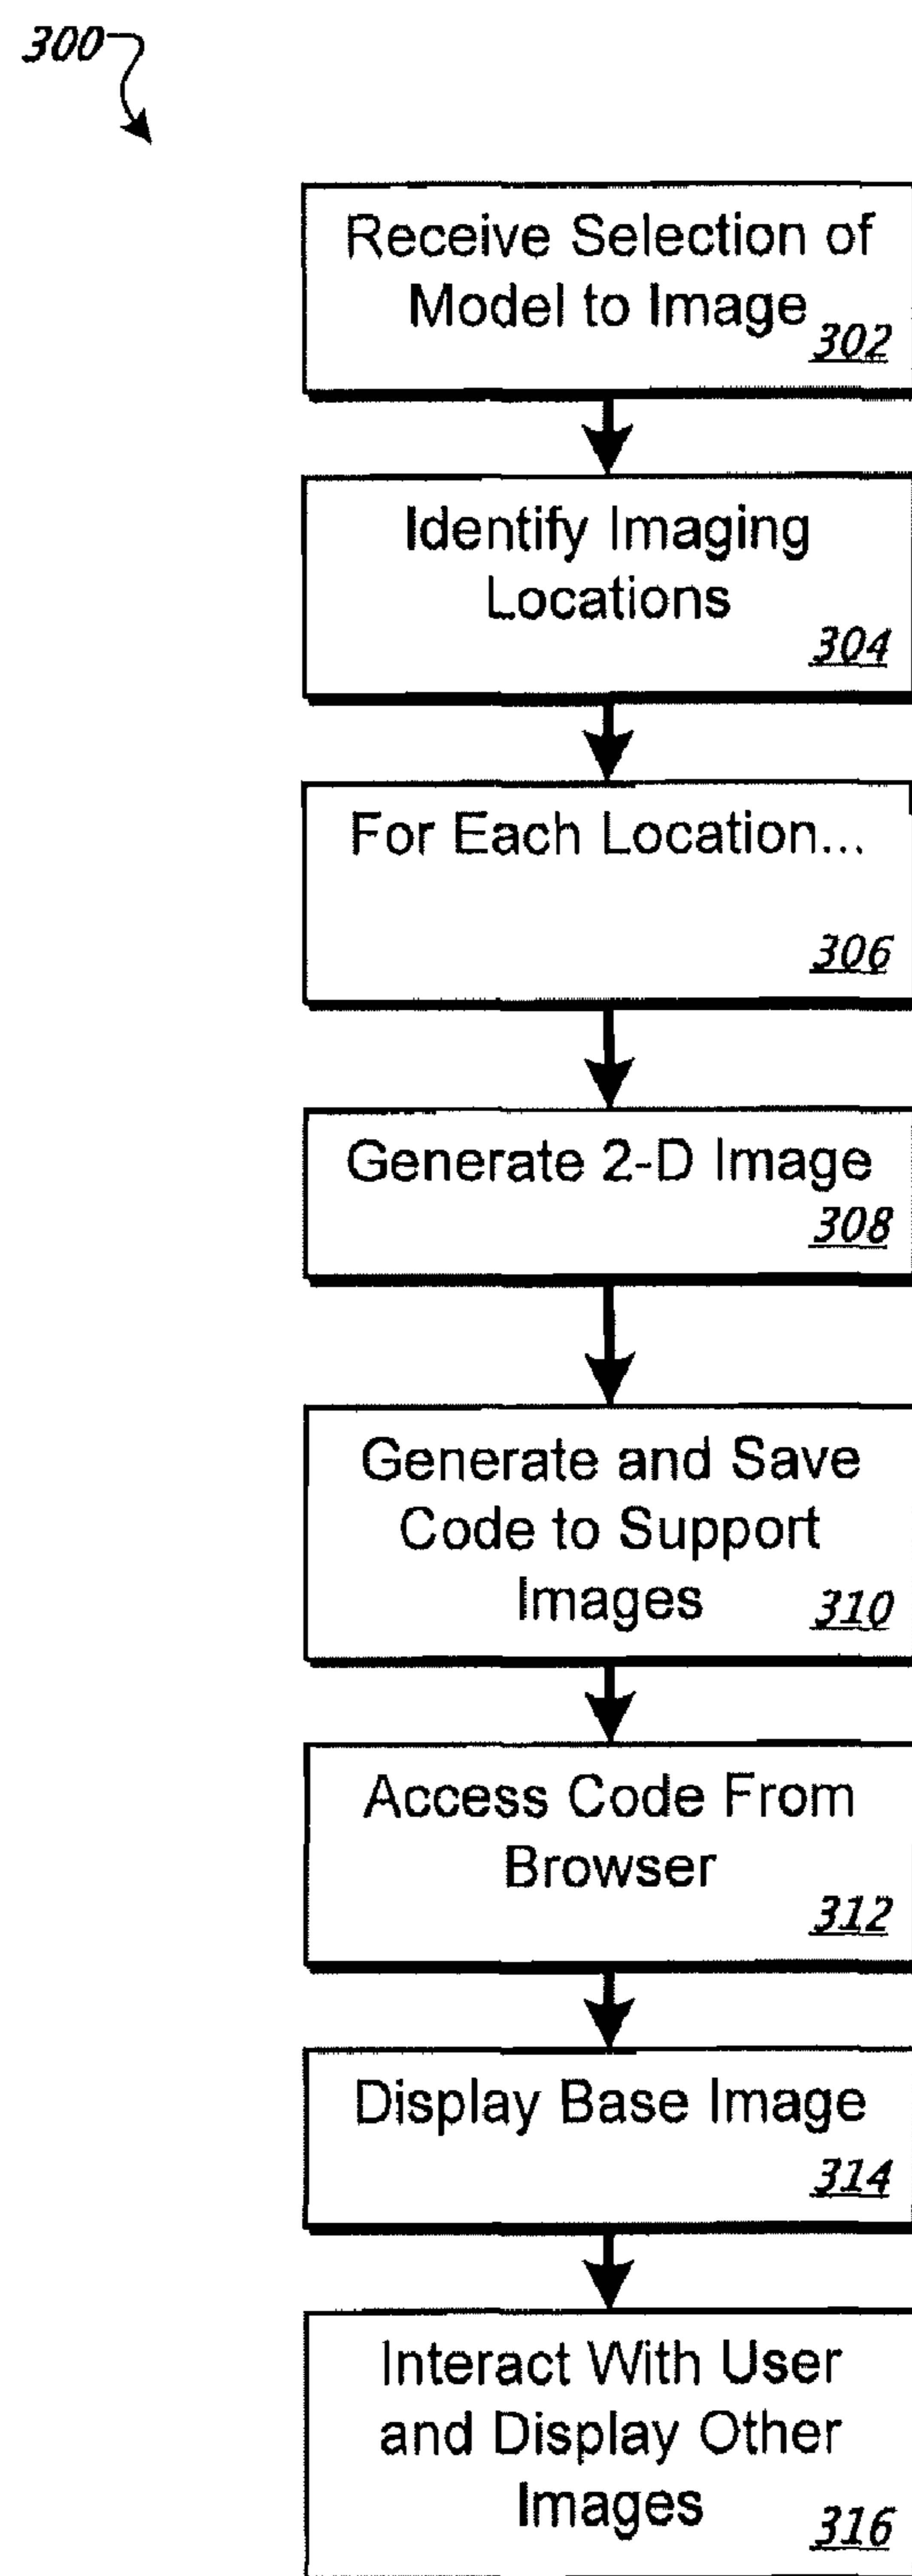 300
Receive Selection of
Model to Image
302
Identify Imaging
Locations
304
For Each Location...
306
Generate 2-D Image
308
Generate and Save
Code to Support
Images
310
Access Code From
Browser
312
Display Base Image
314
Interact With User
and Display Other
Images
316